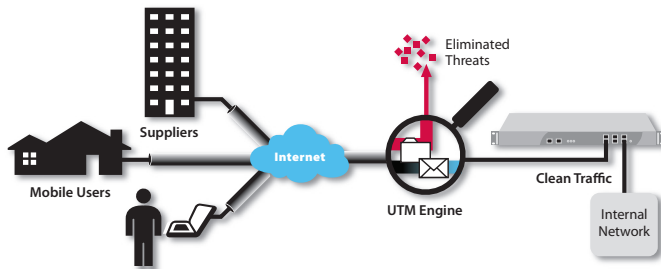 Eliminated
Threats
Suppliers
Internet
Mobile Users
UTM Engine
Clean Traffic
Internal
Network